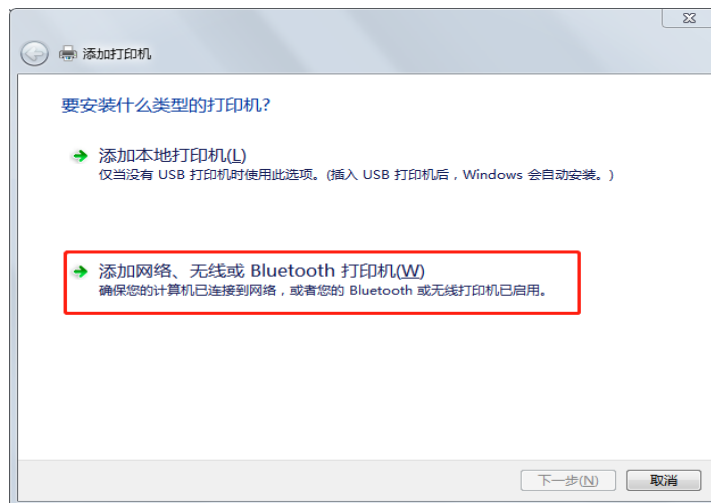 添加打印机
要安装什么类型的打印机?
添加本地打印机(L)
仅当没有 USB 打印机时使用此选项。(插入 USB 打印机后，Windows 会自动安装。)
添加网络、无线或 Bluetooth 打印机(W)
确保您的计算机已连接到网络，或者您的 Bluetooth 或无线打印机已启用。
下一步(N) 取消